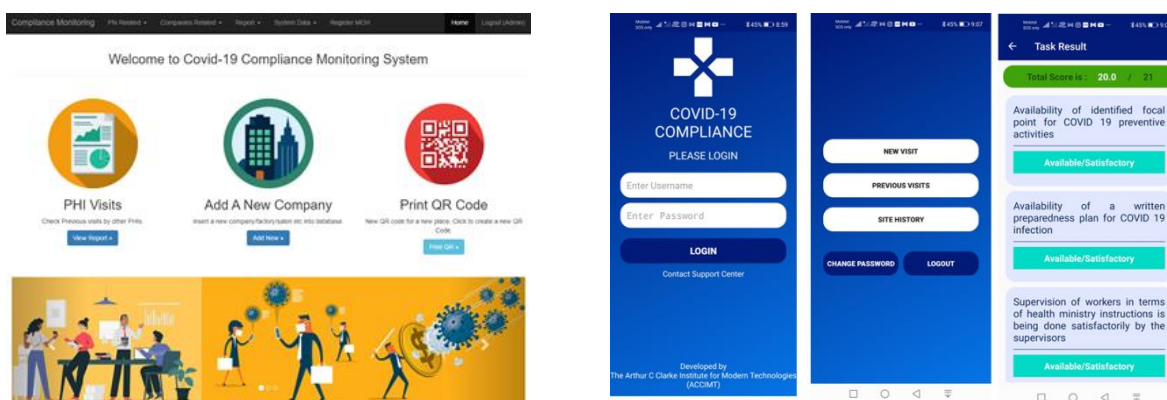 Compliance Monitoring PHI Related Companies Related Report System Data Register MOH Home Logout (Admin)
Welcome to Covid-19 Compliance Monitoring System
PHI Visits
Check Previous visits by other PHIs.
View Report »
Add A New Company
Insert a new company/factory/salon etc into database.
Add New »
Print QR Code
New QR code for a new place. Click to create a new QR
Code.
Print QR »
45% 8:59
COVID-19
COMPLIANCE
PLEASE LOGIN
Enter Username
Enter Password
LOGIN
Contact Support Center
Developed by
The Arthur C Clarke Institute for Modern Technologies
(ACCIMT)
45% 9:07
NEW VISIT
PREVIOUS VISITS
SITE HISTORY
CHANGE PASSWORD LOGOUT
45%
Task Result
Total Score is : 20.0 / 21
Availability of identified focal
point for COVID 19 preventive
activities
Available/Satisfactory
Availability of a written
preparedness plan for COVID 19
infection
Available/Satisfactory
Supervision of workers in terms
of health ministry instructions is
being done satisfactorily by the
supervisors
Available/Satisfactory